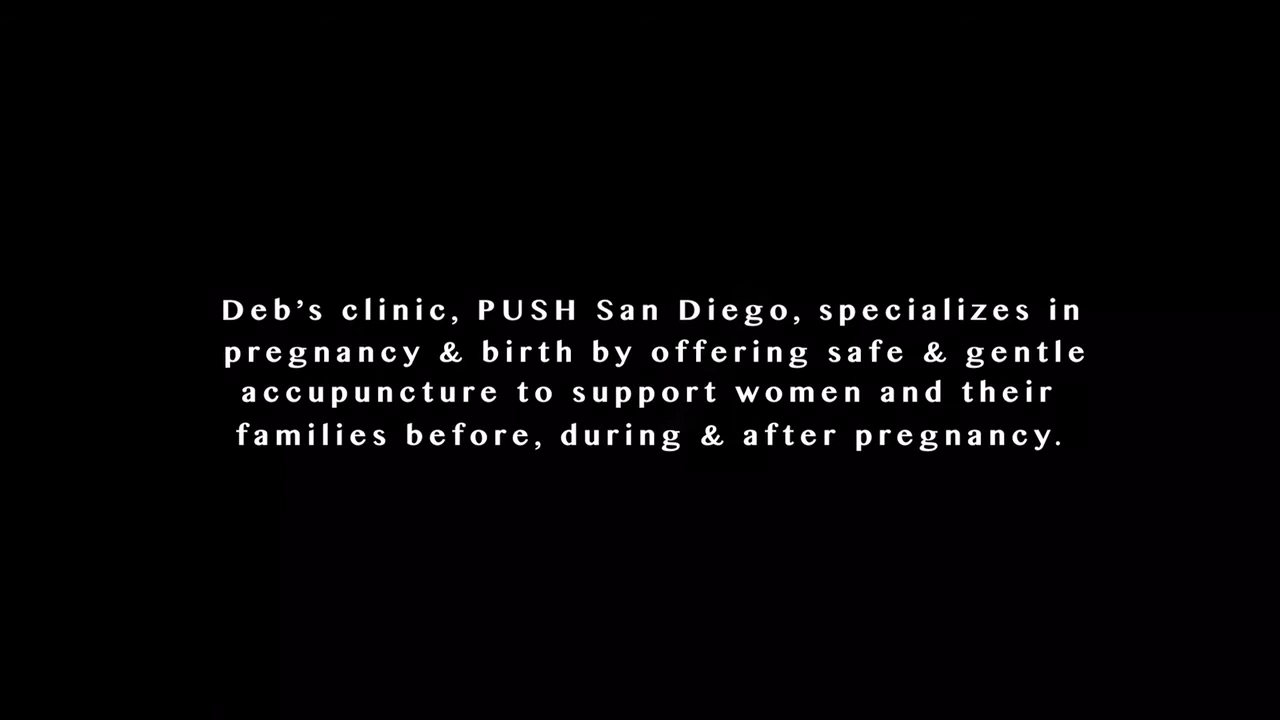 Deb’s clinic, PUSH San Diego, specializes in
pregnancy & birth by offering safe & gentle
accupuncture to support women and their
families before, during & after pregnancy.